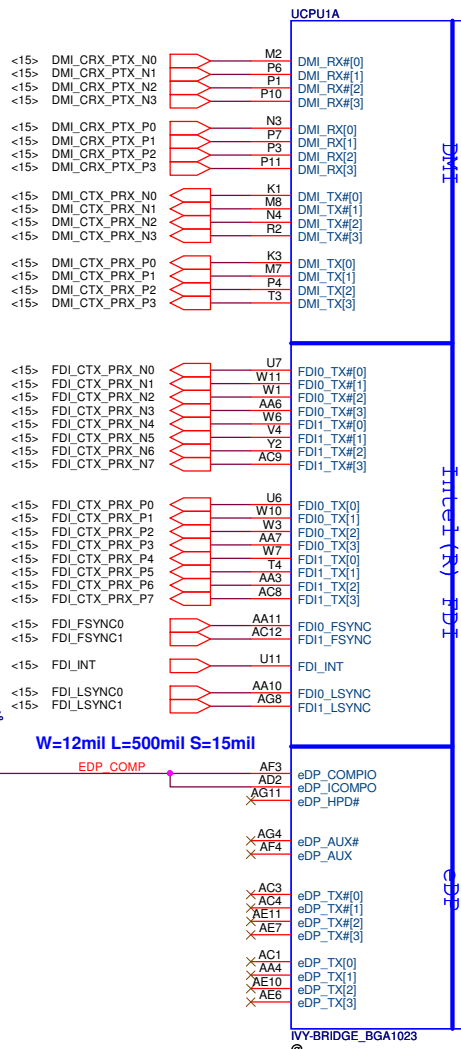 UCPU1A
<15> DMI_CRX_PTX_N0 M2 DMI_RX#[0]
<15> DMI_CRX_PTX_N1 P6 DMI_RX#[1]
<15> DMI_CRX_PTX_N2 P1 DMI_RX#[2]
<15> DMI_CRX_PTX_N3 P10 DMI_RX#[3]
<15> DMI_CRX_PTX_P0 N3 DMI_RX[0]
<15> DMI_CRX_PTX_P1 P7 DMI_RX[1]
<15> DMI_CRX_PTX_P2 P3 DMI_RX[2]
<15> DMI_CRX_PTX_P3 P11 DMI_RX[3]
DMI
<15> DMI_CTX_PRX_N0 K1 DMI_TX#[0]
<15> DMI_CTX_PRX_N1 M8 DMI_TX#[1]
<15> DMI_CTX_PRX_N2 N4 DMI_TX#[2]
<15> DMI_CTX_PRX_N3 R2 DMI_TX#[3]
<15> DMI_CTX_PRX_P0 K3 DMI_TX[0]
<15> DMI_CTX_PRX_P1 M7 DMI_TX[1]
<15> DMI_CTX_PRX_P2 P4 DMI_TX[2]
<15> DMI_CTX_PRX_P3 T3 DMI_TX[3]
<15> FDI_CTX_PRX_N0 U7 FDI0_TX#[0]
<15> FDI_CTX_PRX_N1 W11 FDI0_TX#[1]
<15> FDI_CTX_PRX_N2 W1 FDI0_TX#[2]
<15> FDI_CTX_PRX_N3 AA6 FDI0_TX#[3]
<15> FDI_CTX_PRX_N4 W6 FDI1_TX#[0]
<15> FDI_CTX_PRX_N5 V4 FDI1_TX#[1]
<15> FDI_CTX_PRX_N6 Y2 FDI1_TX#[2]
<15> FDI_CTX_PRX_N7 AC9 FDI1_TX#[3]
Intel(R) FDI
<15> FDI_CTX_PRX_P0 U6 FDI0_TX[0]
<15> FDI_CTX_PRX_P1 W10 FDI0_TX[1]
<15> FDI_CTX_PRX_P2 W3 FDI0_TX[2]
<15> FDI_CTX_PRX_P3 AA7 FDI0_TX[3]
<15> FDI_CTX_PRX_P4 W7 FDI1_TX[0]
<15> FDI_CTX_PRX_P5 T4 FDI1_TX[1]
<15> FDI_CTX_PRX_P6 AA3 FDI1_TX[2]
<15> FDI_CTX_PRX_P7 AC8 FDI1_TX[3]
<15> FDI_FSYNC0 AA11 FDI0_FSYNC
<15> FDI_FSYNC1 AC12 FDI1_FSYNC
<15> FDI_INT U11 FDI_INT
<15> FDI_LSYNC0 AA10 FDI0_LSYNC
<15> FDI_LSYNC1 AG8 FDI1_LSYNC
W=12mil L=500mil S=15mil
EDP_COMP AF3 eDP_COMPIO
AD2 eDP_ICOMPO
AG11 eDP_HPD#
AG4 eDP_AUX#
AF4 eDP_AUX
eDP
AC3 eDP_TX#[0]
AC4 eDP_TX#[1]
AE11 eDP_TX#[2]
AE7 eDP_TX#[3]
AC1 eDP_TX[0]
AA4 eDP_TX[1]
AE10 eDP_TX[2]
AE6 eDP_TX[3]
IVY-BRIDGE_BGA1023
@